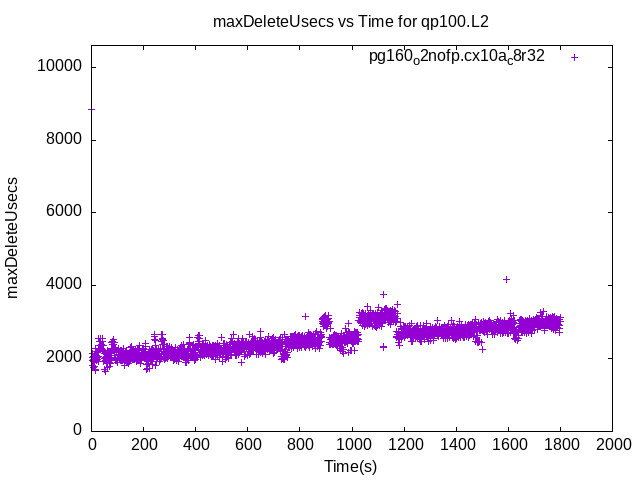 maxDeleteUsecs vs Time for qp100.L2
pg160o2nofp.cx10ac8r32
10000
8000
6000
4000
2000
0
maxDeleteUsecs
0 200 400 600 800 1000 1200 1400 1600 1800 2000
Time(s)